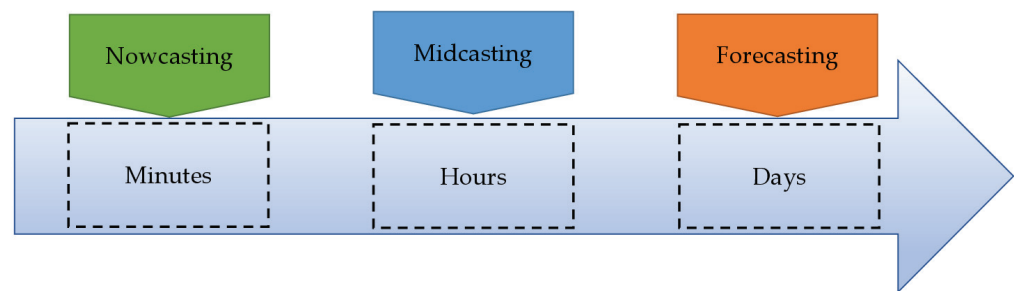 Nowcasting
Midcasting
Forecasting
Minutes
Hours
Days